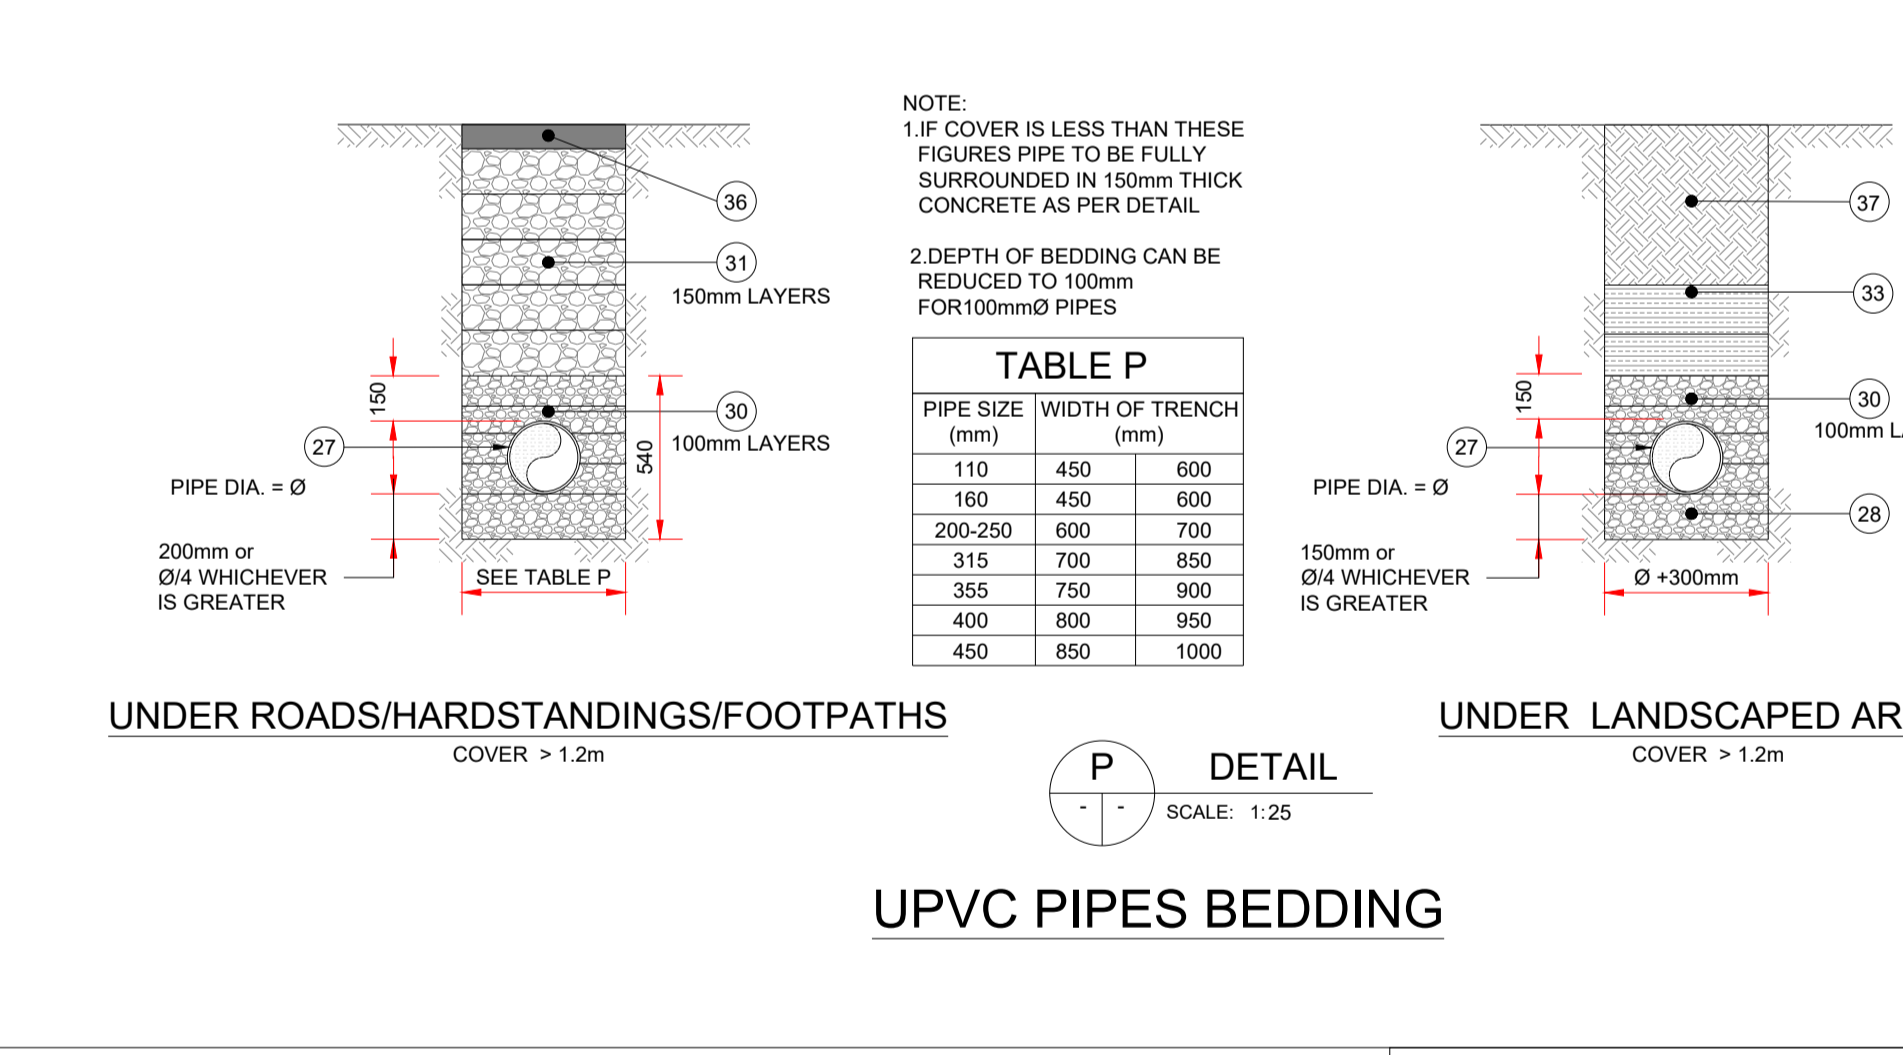 36
31
150mm LAYERS
150
30
100mm LAYERS
27
540
PIPE DIA. = Ø
200mm or
Ø/4 WHICHEVER
IS GREATER
SEE TABLE P
UNDER ROADS/HARDSTANDINGS/FOOTPATHS
COVER > 1.2m
NOTE:
1.IF COVER IS LESS THAN THESE
FIGURES PIPE TO BE FULLY
SURROUNDED IN 150mm THICK
CONCRETE AS PER DETAIL
2.DEPTH OF BEDDING CAN BE
REDUCED TO 100mm
FOR100mmØ PIPES
TABLE P
PIPE SIZE WIDTH OF TRENCH
(mm) (mm)
110 450 600
160 450 600
200-250 600 700
315 700 850
355 750 900
400 800 950
450 850 1000
37
33
150
30
100mm LA
27
PIPE DIA. = Ø
28
150mm or
Ø/4 WHICHEVER
IS GREATER
Ø +300mm
UNDER LANDSCAPED AR
COVER > 1.2m
P DETAIL
- - SCALE: 1:25
UPVC PIPES BEDDING